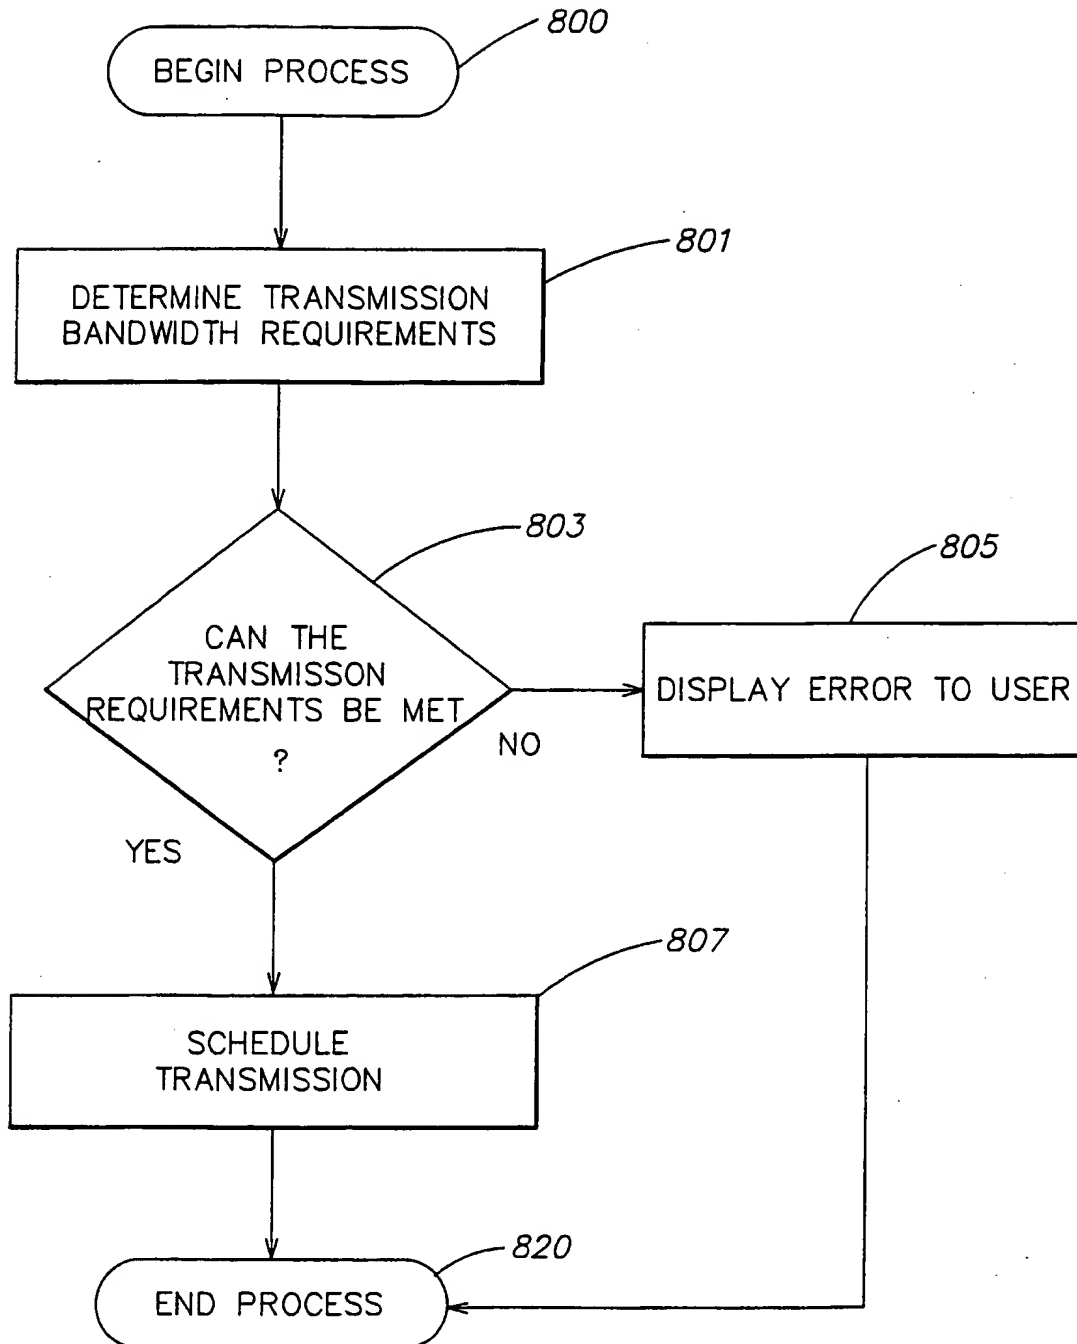 800
BEGIN PROCESS
801
DETERMINE TRANSMISSION
BANDWIDTH REQUIREMENTS
803
805
CAN THE
TRANSMISSON
REQUIREMENTS BE MET
?
DISPLAY ERROR TO USER
NO
YES
807
SCHEDULE
TRANSMISSION
820
END PROCESS